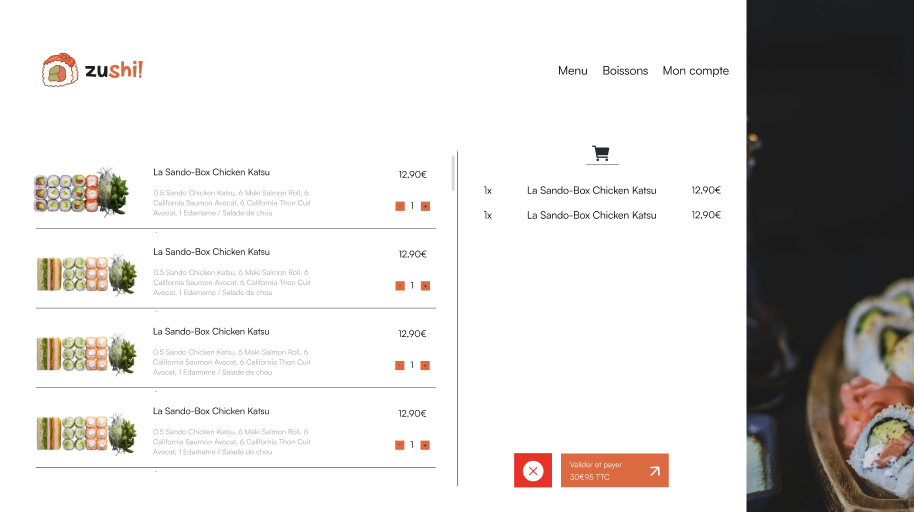 zushi!
Menu Boissons Mon compte
La Sando-Box Chicken Katsu
12,90€
0.5 Sando Chicken Katsu, 6 Maki Salmon Roll, 6
California Saumon Avocat, 6 California Thon Cuit
Avocat, 1 Edamame / Salade de chou
- 1 +
La Sando-Box Chicken Katsu
12,90€
0.5 Sando Chicken Katsu, 6 Maki Salmon Roll, 6
California Saumon Avocat, 6 California Thon Cuit
Avocat, 1 Edamame / Salade de chou
- 1 +
La Sando-Box Chicken Katsu
12,90€
0.5 Sando Chicken Katsu, 6 Maki Salmon Roll, 6
California Saumon Avocat, 6 California Thon Cuit
Avocat, 1 Edamame / Salade de chou
- 1 +
La Sando-Box Chicken Katsu
12,90€
0.5 Sando Chicken Katsu, 6 Maki Salmon Roll, 6
California Saumon Avocat, 6 California Thon Cuit
Avocat, 1 Edamame / Salade de chou
- 1 +
1x La Sando-Box Chicken Katsu 12,90€
1x La Sando-Box Chicken Katsu 12,90€
Valider et payer
30€95 TTC